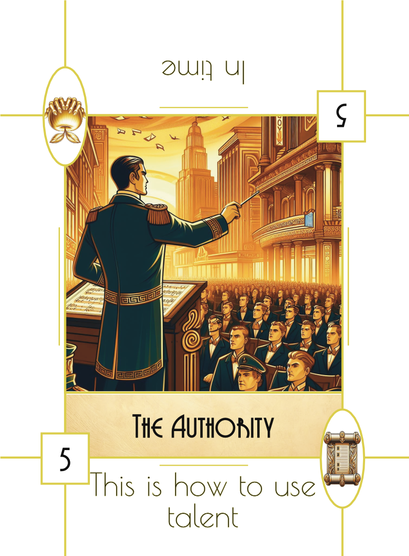 In time
5
The Authority
5
This is how to use
talent